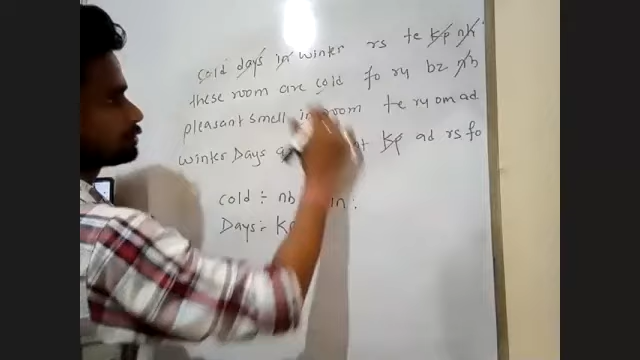 cold days in winter rs te kp nk
these room are cold fo ry bz nb
pleasant smell in room te ry om ad
winter Days kp ad rs fo
cold ÷ nb in :
Days :-